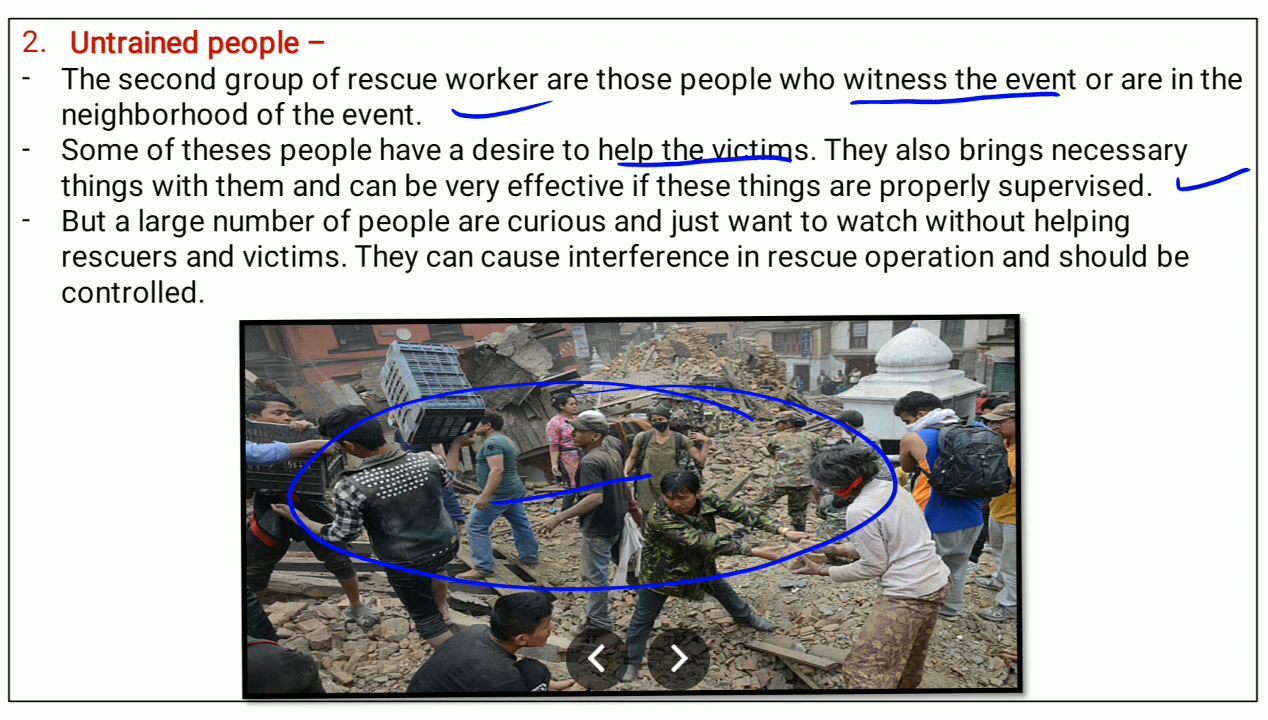 2. Untrained people –
- The second group of rescue worker are those people who witness the event or are in the
neighborhood of the event.
- Some of theses people have a desire to help the victims. They also brings necessary
things with them and can be very effective if these things are properly supervised.
- But a large number of people are curious and just want to watch without helping
rescuers and victims. They can cause interference in rescue operation and should be
controlled.